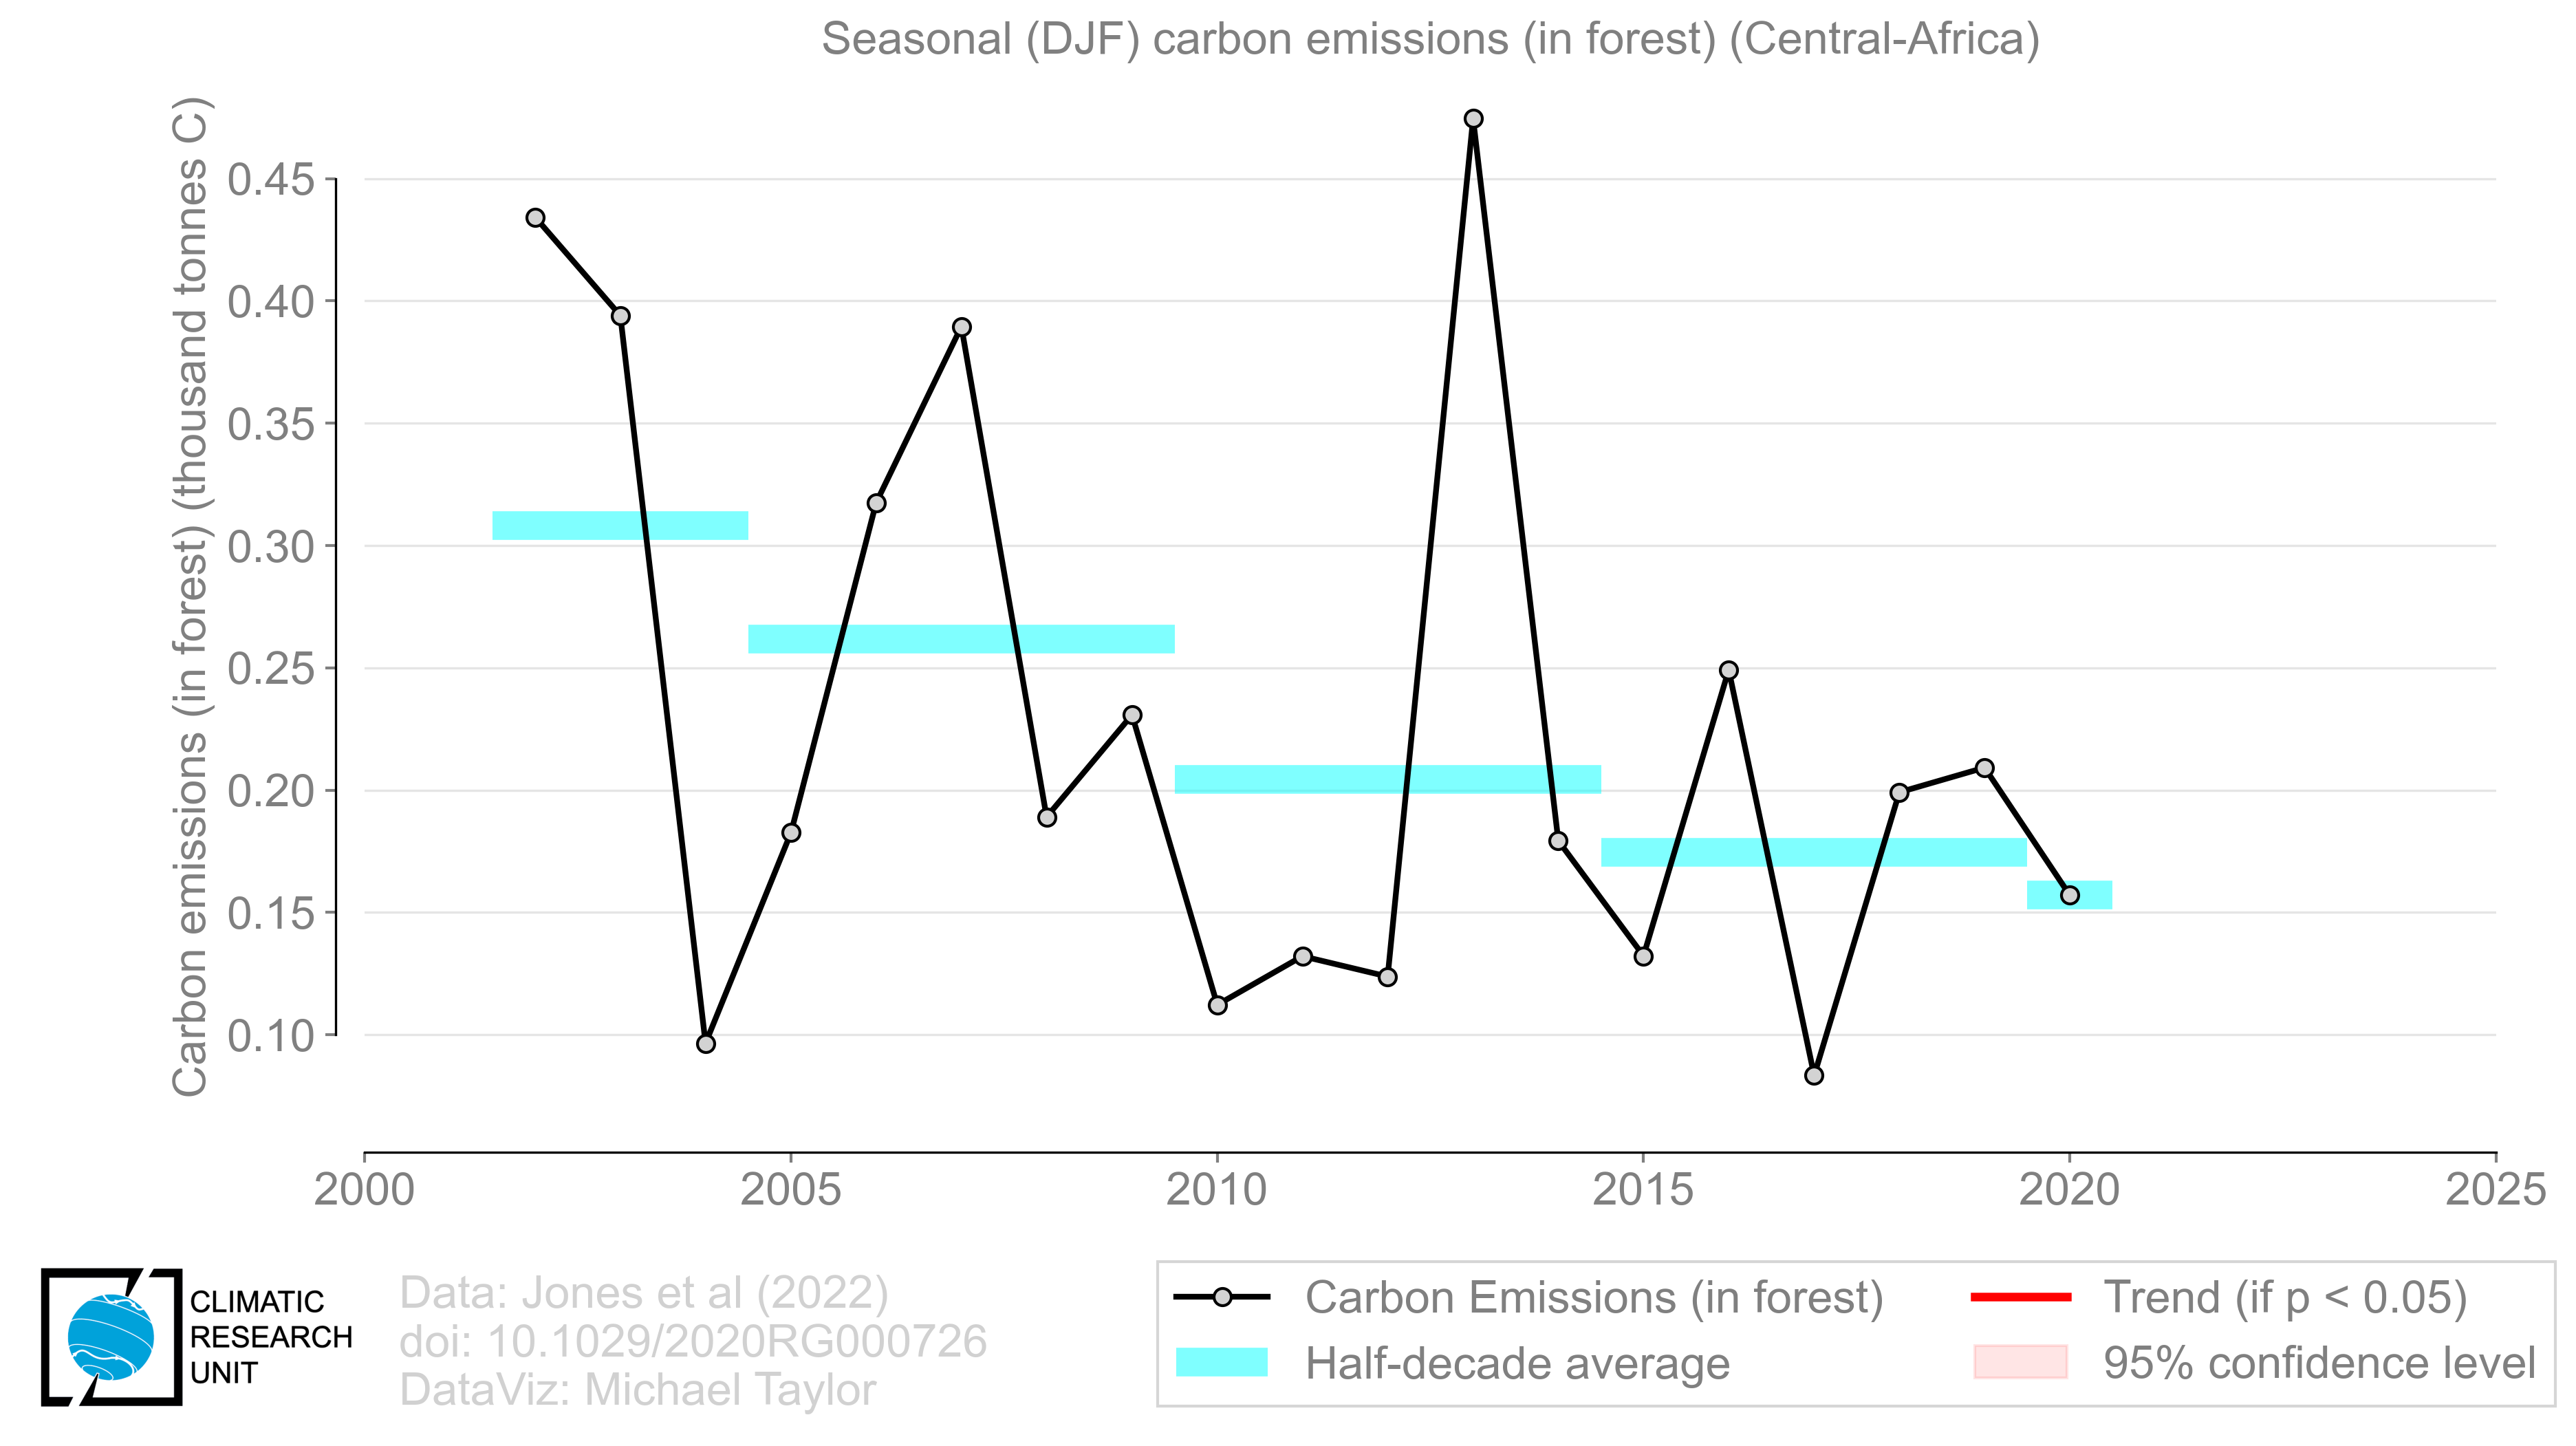 Seasonal (DJF) carbon emissions (in forest) (Central-Africa)
Carbon emissions (in forest) (thousand tonnes C)
0.45
0.40
0.35
0.30
0.25
0.20
0.15
0.10
2000
2005
2010
2015
2020
2025
CLIMATIC
RESEARCH
UNIT
Data: Jones et al (2022)
doi: 10.1029/2020RG000726
DataViz: Michael Taylor
Carbon Emissions (in forest)
Half-decade average
Trend (if p < 0.05)
95% confidence level